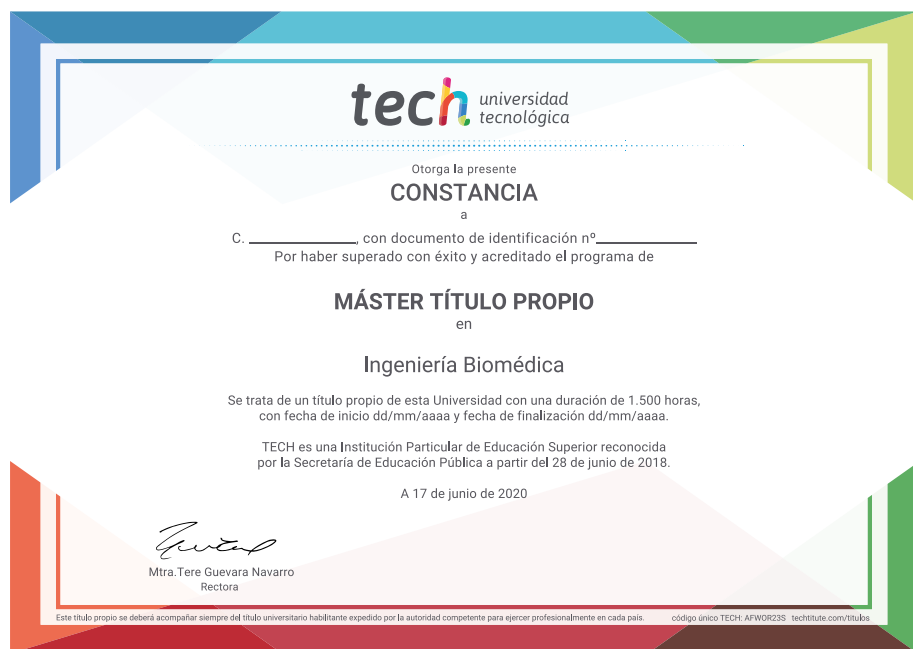 tech universidad
tecnológica
Otorga la presente
CONSTANCIA
a
C. ____________, con documento de identificación nº____________
Por haber superado con éxito y acreditado el programa de
MÁSTER TÍTULO PROPIO
en
Ingeniería Biomédica
Se trata de un título propio de esta Universidad con una duración de 1.500 horas,
con fecha de inicio dd/mm/aaaa y fecha de finalización dd/mm/aaaa.
TECH es una Institución Particular de Educación Superior reconocida
por la Secretaría de Educación Pública a partir del 28 de junio de 2018.
A 17 de junio de 2020
Mtra.Tere Guevara Navarro
Rectora
Este título propio se deberá acompañar siempre del título universitario habilitante expedido por la autoridad competente para ejercer profesionalmente en cada país. código único TECH: AFWOR23S techtitute.com/titulos